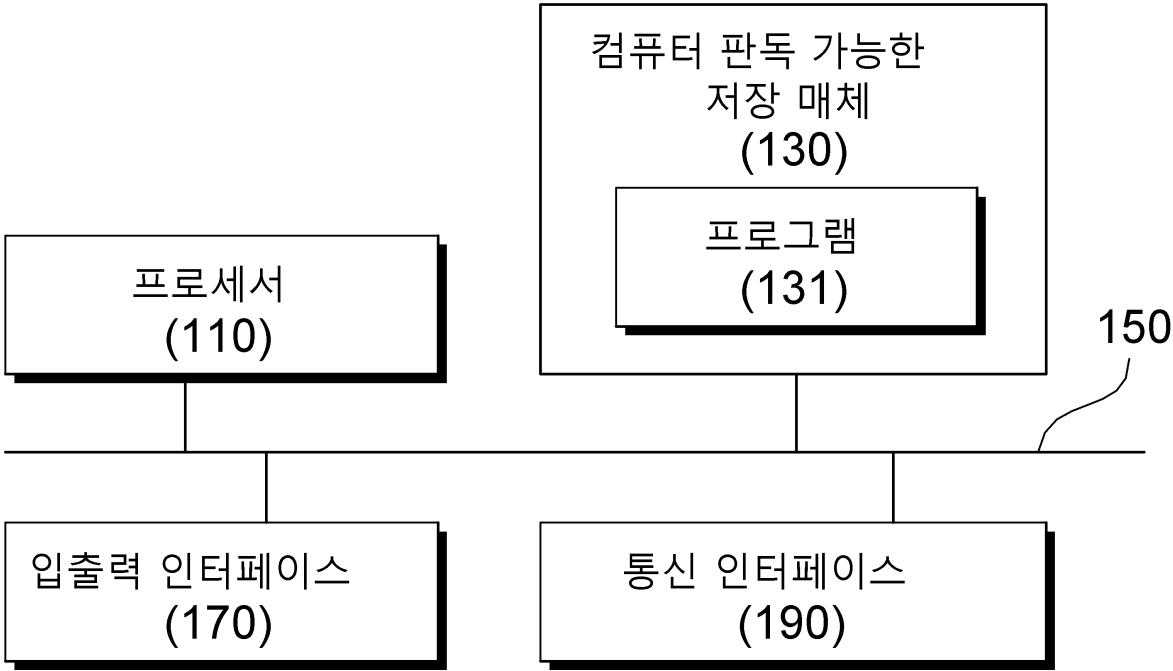 컴퓨터 판독 가능한
저장 매체
(130)
프로그램
(131)
프로세서
(110)
150
입출력 인터페이스
(170)
통신 인터페이스
(190)